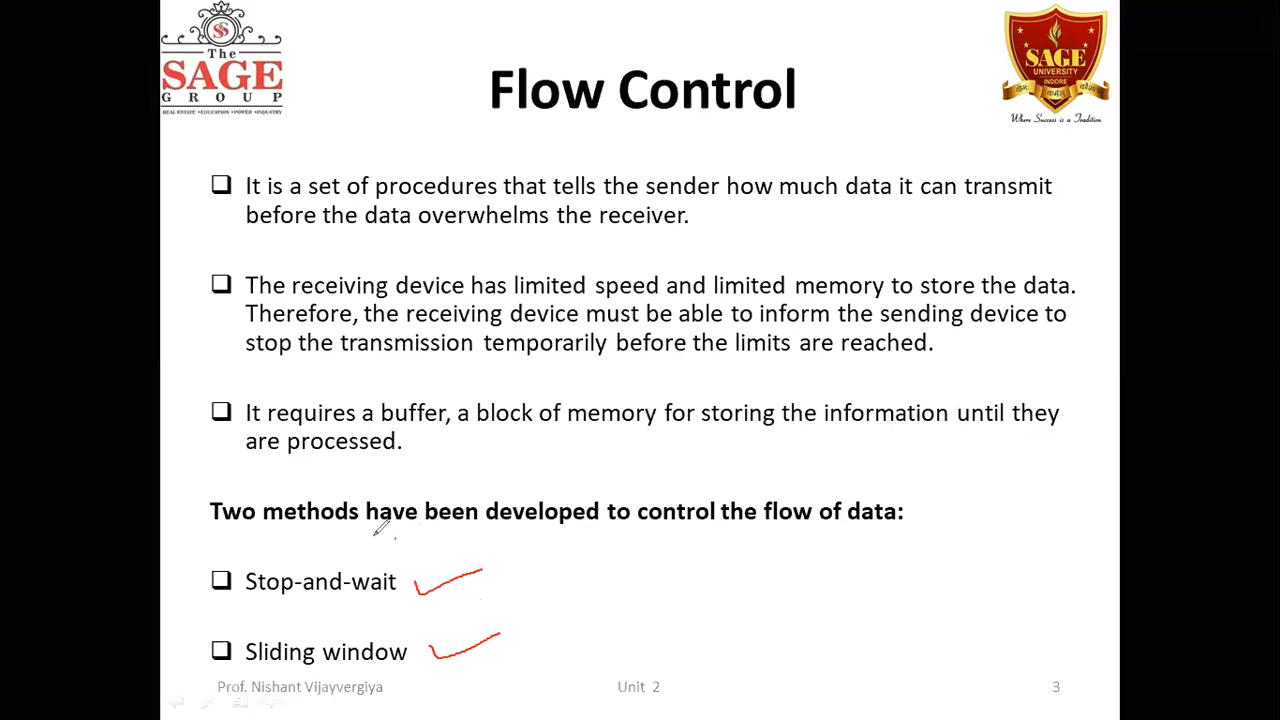 The
SAGE
GROUP
REAL ESTATE • EDUCATION • POWER • INDUSTRY
SAGE
UNIVERSITY
INDORE
Where Success is a Tradition
Flow Control
It is a set of procedures that tells the sender how much data it can transmit
before the data overwhelms the receiver.
The receiving device has limited speed and limited memory to store the data.
Therefore, the receiving device must be able to inform the sending device to
stop the transmission temporarily before the limits are reached.
It requires a buffer, a block of memory for storing the information until they
are processed.
Two methods have been developed to control the flow of data:
Stop-and-wait
Sliding window
Prof. Nishant Vijayvergiya
Unit 2
3